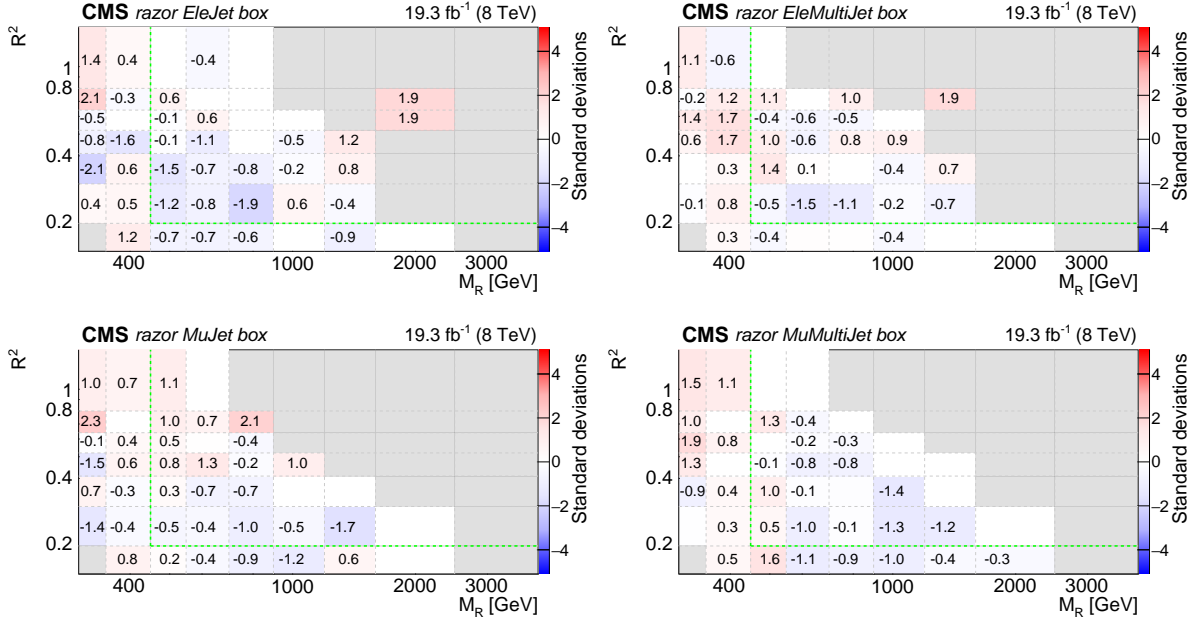 CMS razor EleJet box 19.3 fb⁻¹ (8 TeV)
R²
1
0.8
0.4
0.2
1.4 0.4 -0.4
2.1 -0.3 0.6 1.9
-0.5 -0.1 0.6 1.9
-0.8 -1.6 -0.1 -1.1 -0.5 1.2
-2.1 0.6 -1.5 -0.7 -0.8 -0.2 0.8
0.4 0.5 -1.2 -0.8 -1.9 0.6 -0.4
1.2 -0.7 -0.7 -0.6 -0.9
400 1000 2000 3000
M_R [GeV]
4
2
0
−2
−4
Standard deviations
CMS razor EleMultiJet box 19.3 fb⁻¹ (8 TeV)
R²
1
0.8
0.4
0.2
1.1 -0.6
-0.2 1.2 1.1 1.0 1.9
1.4 1.7 -0.4 -0.6 -0.5
0.6 1.7 1.0 -0.6 0.8 0.9
0.3 1.4 0.1 -0.4 0.7
-0.1 0.8 -0.5 -1.5 -1.1 -0.2 -0.7
0.3 -0.4 -0.4
400 1000 2000 3000
M_R [GeV]
4
2
0
−2
−4
Standard deviations
CMS razor MuJet box 19.3 fb⁻¹ (8 TeV)
R²
1
0.8
0.4
0.2
1.0 0.7 1.1
2.3 1.0 0.7 2.1
-0.1 0.4 0.5 -0.4
-1.5 0.6 0.8 1.3 -0.2 1.0
0.7 -0.3 0.3 -0.7 -0.7
-1.4 -0.4 -0.5 -0.4 -1.0 -0.5 -1.7
0.8 0.2 -0.4 -0.9 -1.2 0.6
400 1000 2000 3000
M_R [GeV]
4
2
0
−2
−4
Standard deviations
CMS razor MuMultiJet box 19.3 fb⁻¹ (8 TeV)
R²
1
0.8
0.4
0.2
1.5 1.1
1.0 1.3 -0.4
1.9 0.8 -0.2 -0.3
1.3 -0.1 -0.8 -0.8
-0.9 0.4 1.0 -0.1 -1.4
0.3 0.5 -1.0 -0.1 -1.3 -1.2
0.5 1.6 -1.1 -0.9 -1.0 -0.4 -0.3
400 1000 2000 3000
M_R [GeV]
4
2
0
−2
−4
Standard deviations